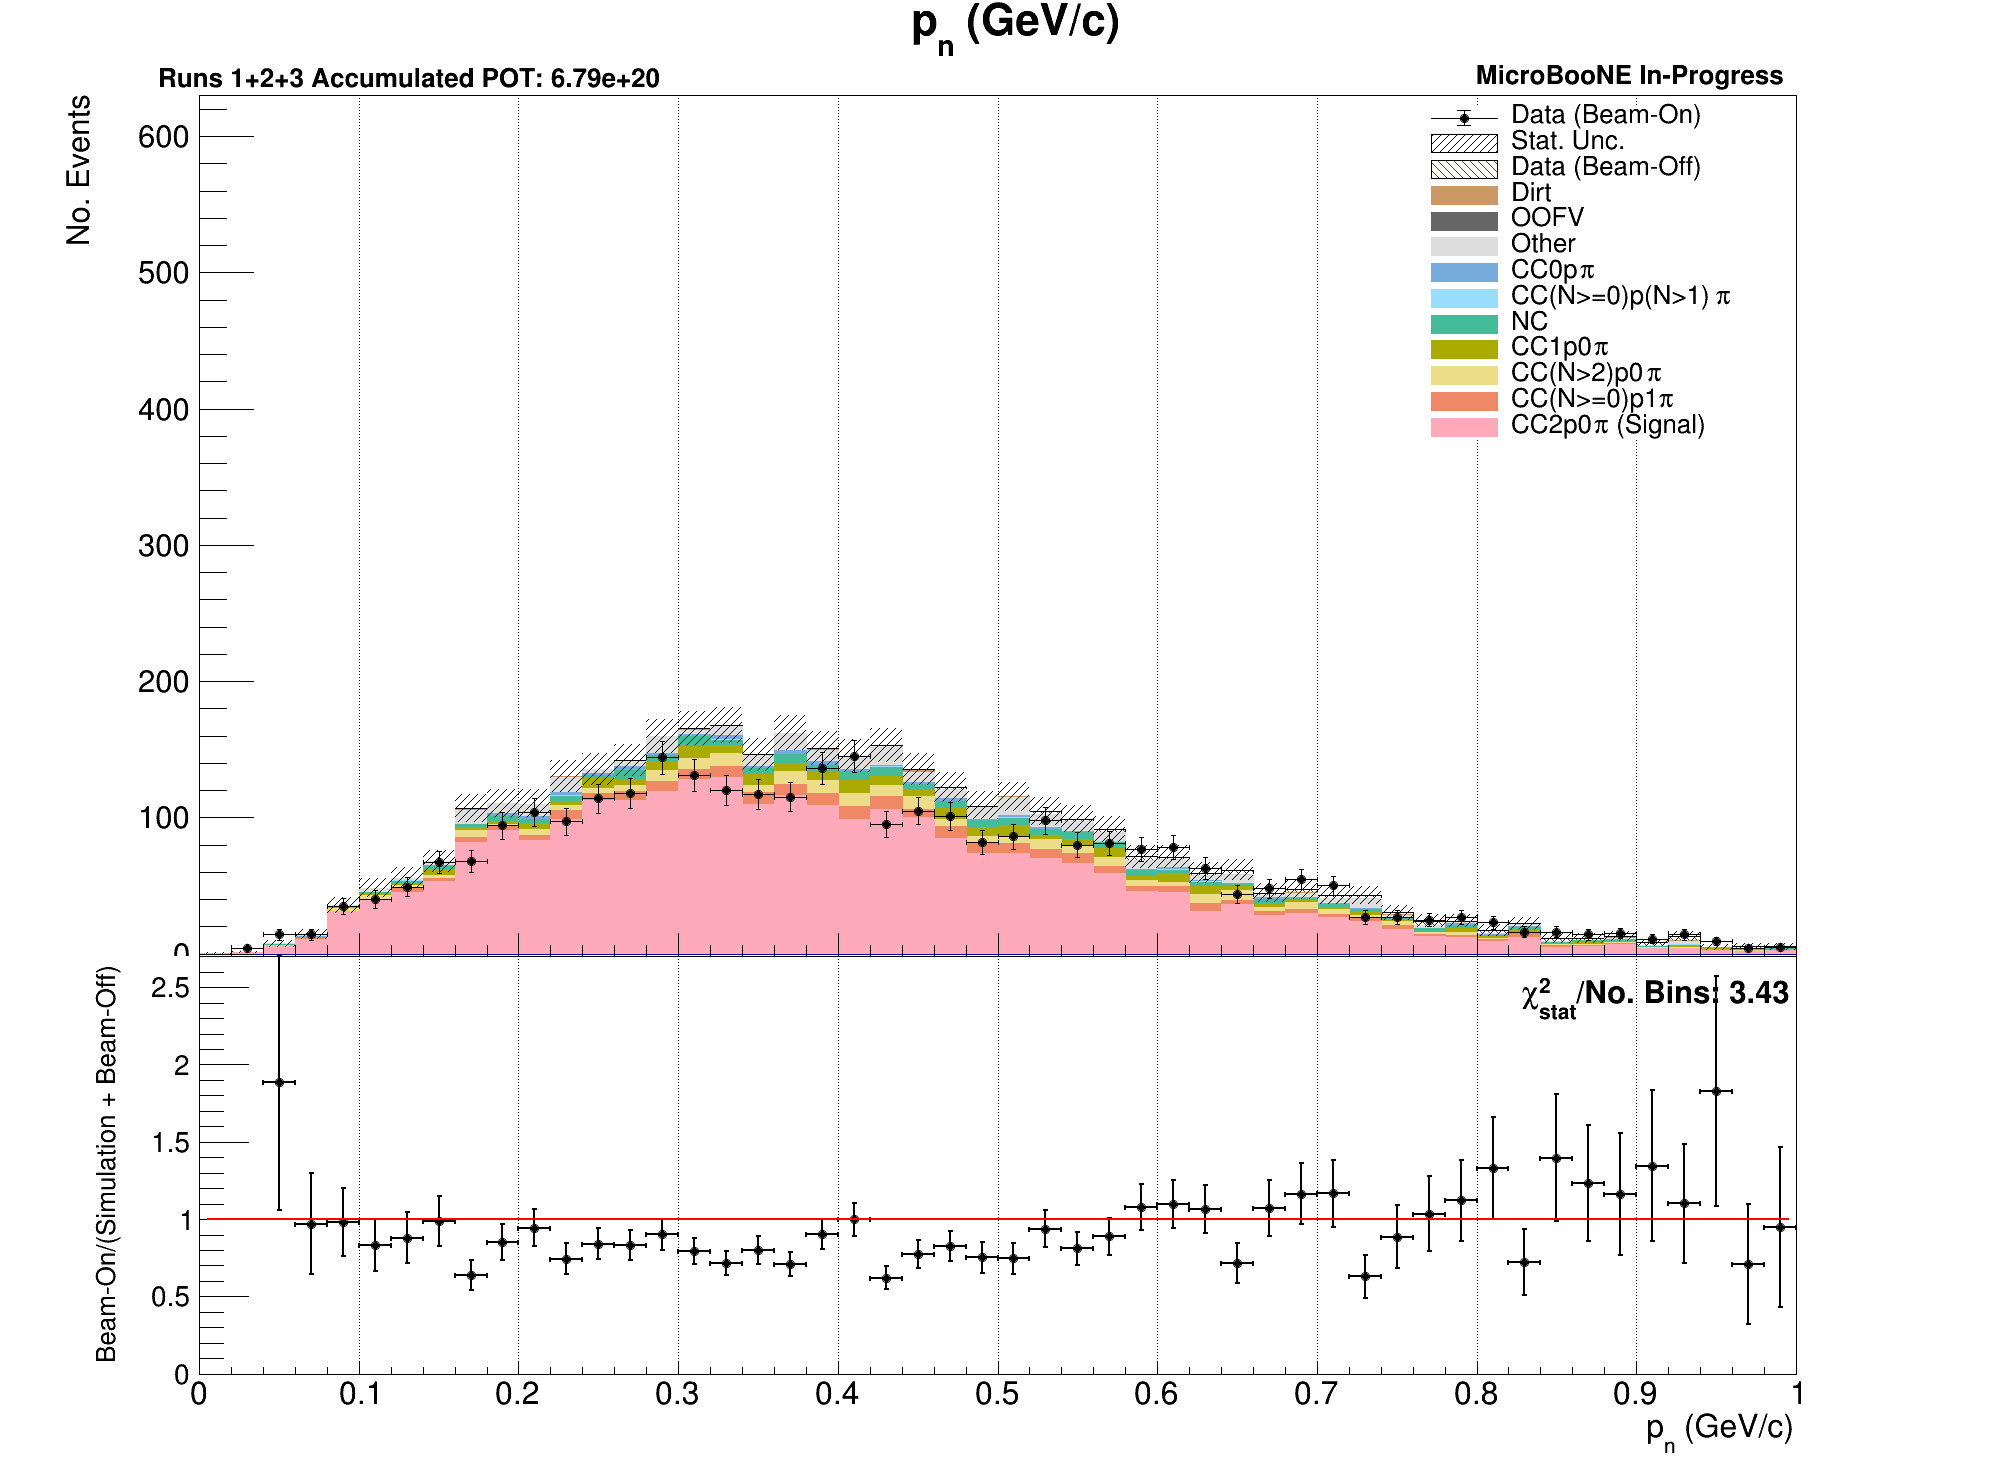 pn (GeV/c)
Runs 1+2+3 Accumulated POT: 6.79e+20
MicroBooNE In-Progress
No. Events
600
500
400
300
200
100
0
Data (Beam-On)
Stat. Unc.
Data (Beam-Off)
Dirt
OOFV
Other
CC0pπ
CC(N>=0)p(N>1) π
NC
CC1p0π
CC(N>2)p0π
CC(N>=0)p1π
CC2p0π (Signal)
Beam-On/(Simulation + Beam-Off)
2.5
2
1.5
1
0.5
0
χ²stat/No. Bins: 3.43
0 0.1 0.2 0.3 0.4 0.5 0.6 0.7 0.8 0.9 1
pn (GeV/c)